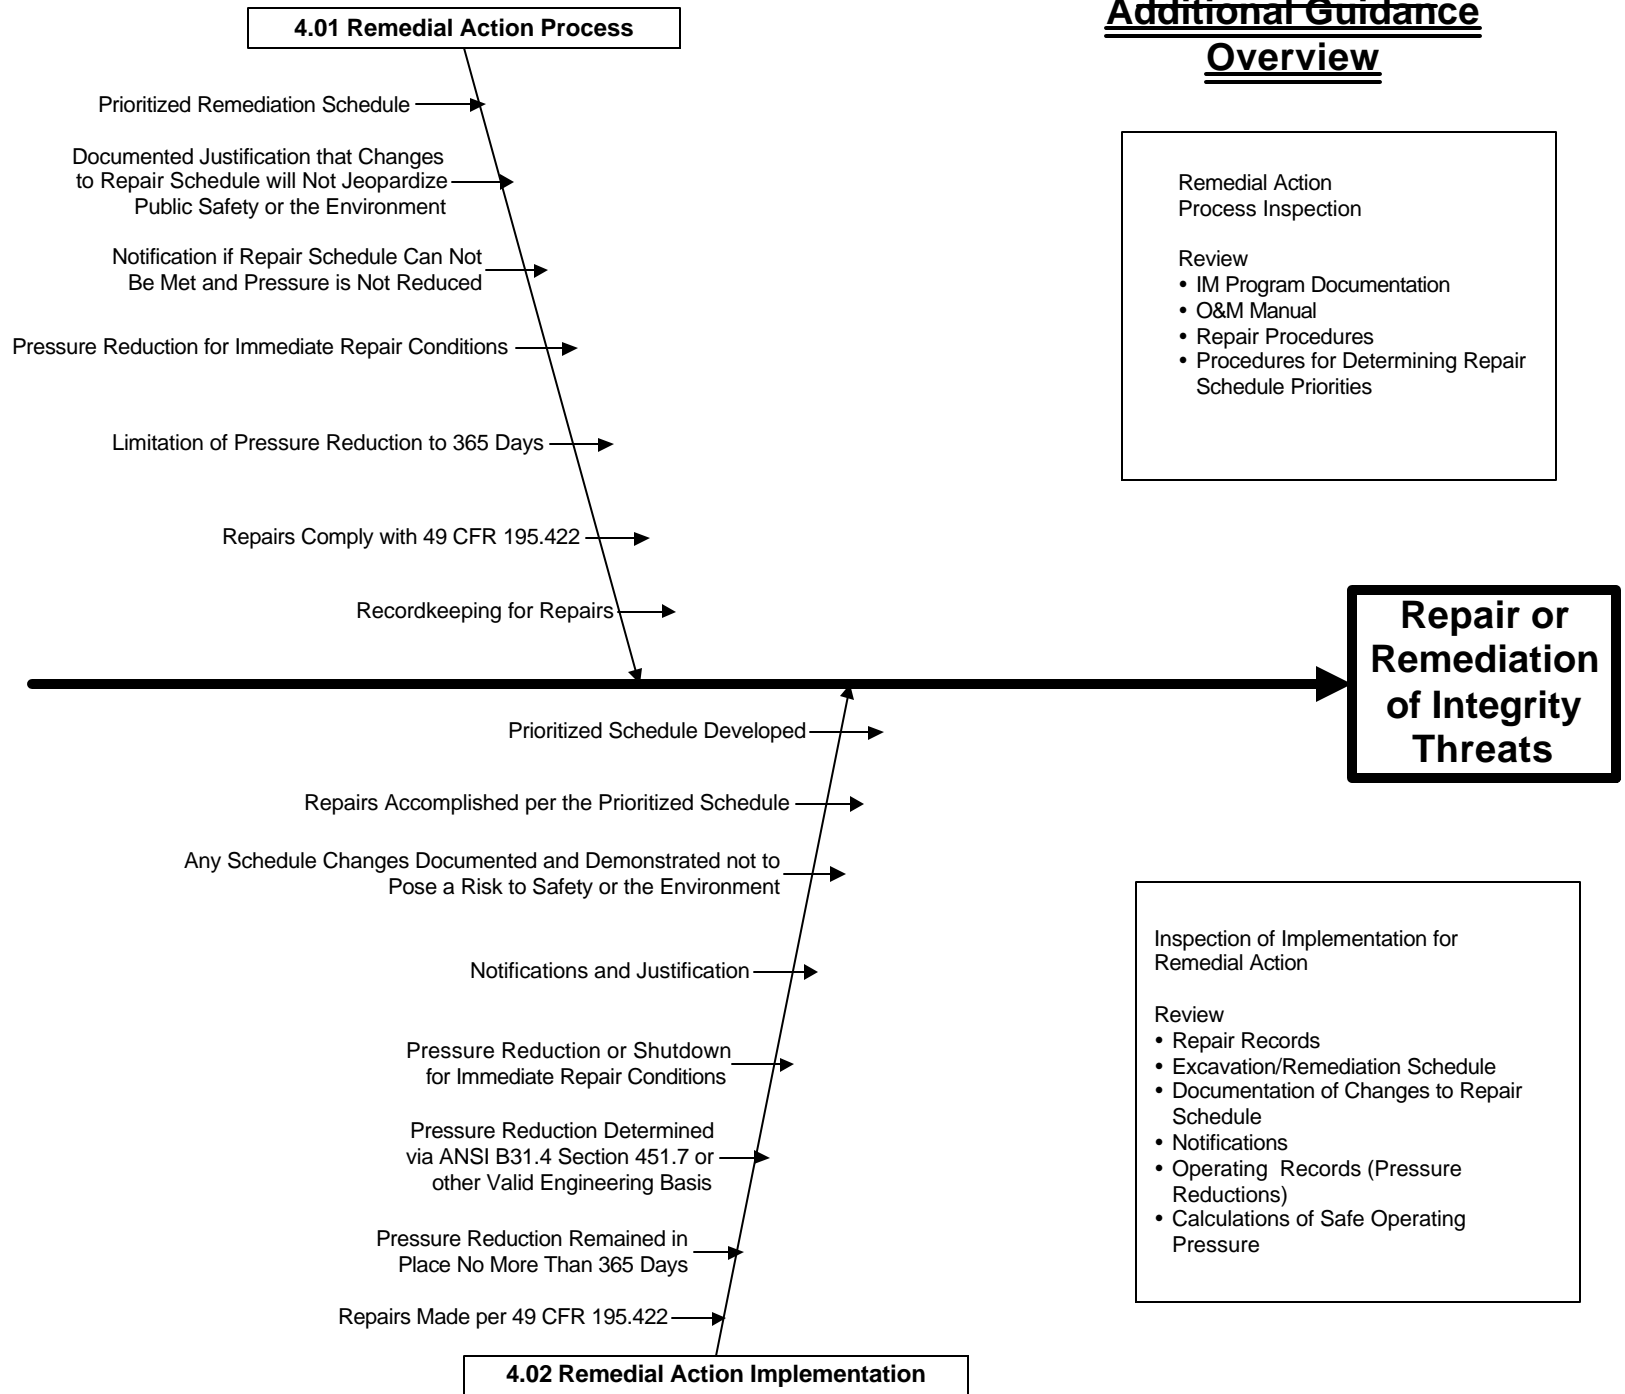 4.01 Remedial Action Process
Additional Guidance
Overview
Prioritized Remediation Schedule
Documented Justification that Changes
to Repair Schedule will Not Jeopardize
Public Safety or the Environment
Notification if Repair Schedule Can Not
Be Met and Pressure is Not Reduced
Pressure Reduction for Immediate Repair Conditions
Limitation of Pressure Reduction to 365 Days
Repairs Comply with 49 CFR 195.422
Recordkeeping for Repairs
Remedial Action
Process Inspection
Review
• IM Program Documentation
• O&M Manual
• Repair Procedures
• Procedures for Determining Repair
Schedule Priorities
Repair or
Remediation
of Integrity
Threats
Prioritized Schedule Developed
Repairs Accomplished per the Prioritized Schedule
Any Schedule Changes Documented and Demonstrated not to
Pose a Risk to Safety or the Environment
Notifications and Justification
Pressure Reduction or Shutdown
for Immediate Repair Conditions
Pressure Reduction Determined
via ANSI B31.4 Section 451.7 or
other Valid Engineering Basis
Pressure Reduction Remained in
Place No More Than 365 Days
Repairs Made per 49 CFR 195.422
4.02 Remedial Action Implementation
Inspection of Implementation for
Remedial Action
Review
• Repair Records
• Excavation/Remediation Schedule
• Documentation of Changes to Repair
Schedule
• Notifications
• Operating  Records (Pressure
Reductions)
• Calculations of Safe Operating
Pressure